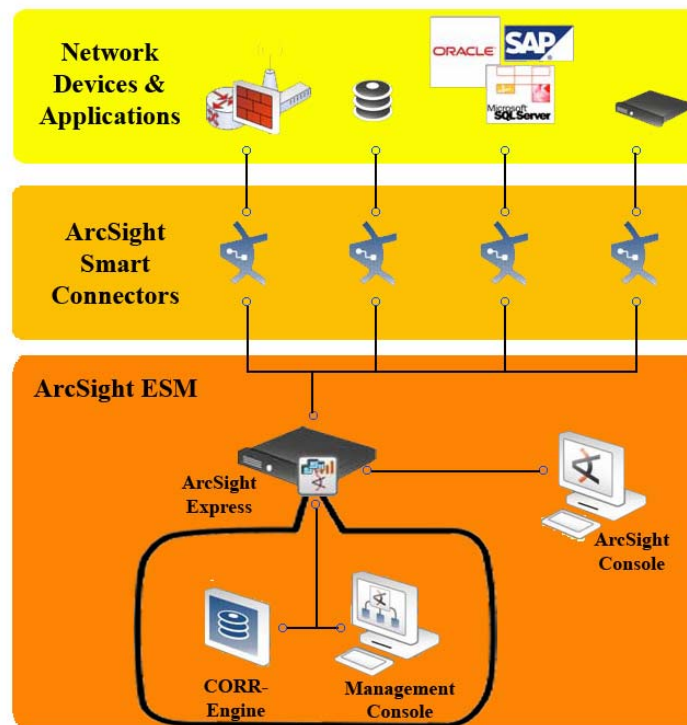 Network
Devices &
Applications
ORACLE
SAP
Microsoft
SQL Server
ArcSight
Smart
Connectors
ArcSight ESM
ArcSight
Express
ArcSight
Console
CORR-
Engine
Management
Console